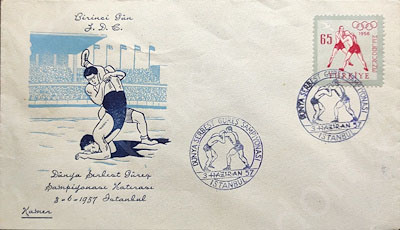 Birinci Gün
F. D. C.
65
1956
TÜRKİYE
DÜNYA SERBEST GÜREŞ ŞAMPİYONASI
3 HAZİRAN 57
İSTANBUL
DÜNYA SERBEST GÜREŞ ŞAMPİYONASI
3 HAZİRAN 57
İSTANBUL
Dünya Serbest Güreş
Şampiyonası Hatırası
3-6-1957 İstanbul